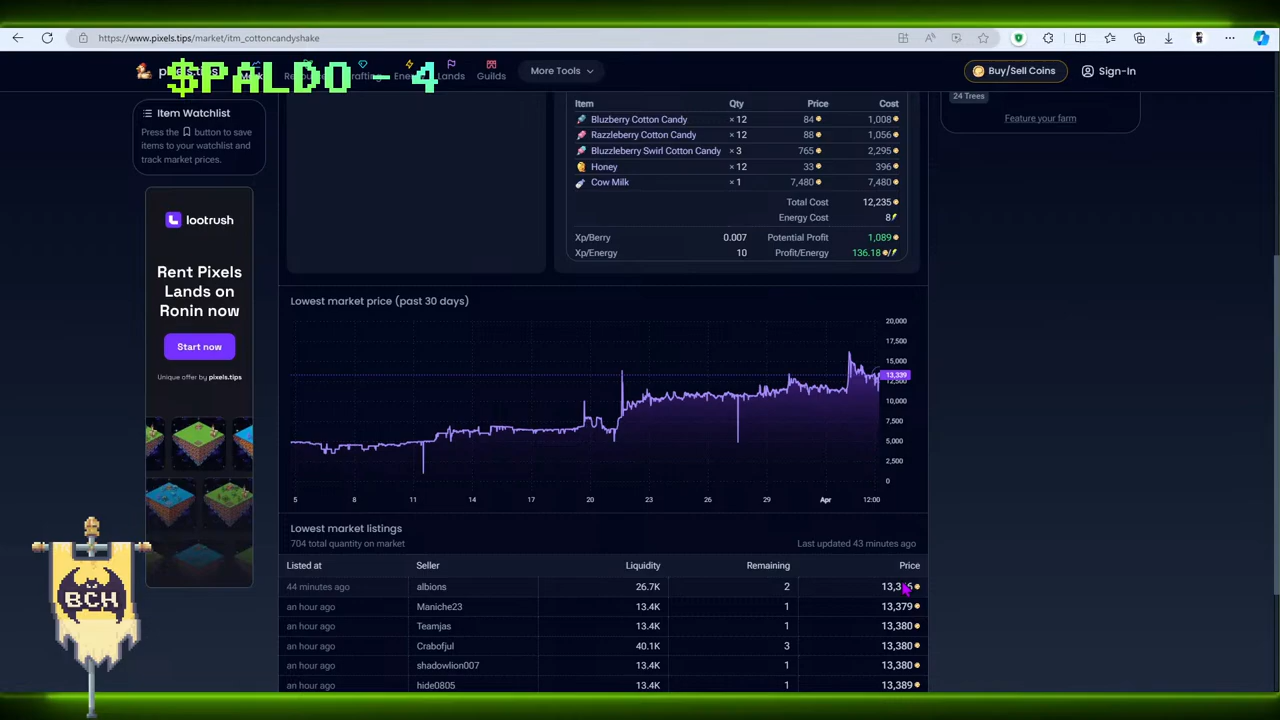 https://www.pixels.tips/market/itm_cottoncandyshake
$PALDO-4
Lands
Guilds
More Tools
Buy/Sell Coins
Sign-In
Item Watchlist
Press the button to save
items to your watchlist and
track market prices.
lootrush
Rent Pixels
Lands on
Ronin now
Start now
Unique offer by pixels.tips
BCH
Item Qty Price Cost
Bluzberry Cotton Candy × 12 84 1,008
Razzleberry Cotton Candy × 12 88 1,056
Bluzzleberry Swirl Cotton Candy × 3 765 2,295
Honey × 12 33 396
Cow Milk × 1 7,480 7,480
Total Cost 12,235
Energy Cost 8
Xp/Berry 0.007 Potential Profit 1,089
Xp/Energy 10 Profit/Energy 136.18 /
24 Trees
Feature your farm
Lowest market price (past 30 days)
20,000
17,500
15,000
13,339
12,500
10,000
7,500
5,000
2,500
0
5 8 11 14 17 20 23 26 29 Apr 12:00
Lowest market listings
704 total quantity on market Last updated 43 minutes ago
Listed at Seller Liquidity Remaining Price
44 minutes ago albions 26.7K 2
an hour ago Maniche23 13.4K 1 13,379
an hour ago Teamjas 13.4K 1 13,380
an hour ago Crabofjul 40.1K 3 13,380
an hour ago shadowlion007 13.4K 1 13,380
an hour ago hide0805 13.4K 1 13,389